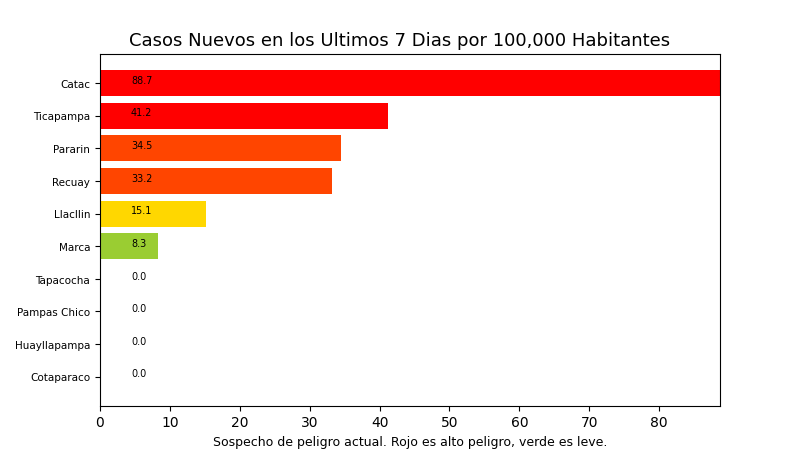 Casos Nuevos en los Ultimos 7 Dias por 100,000 Habitantes
Catac 88.7
Ticapampa 41.2
Pararin 34.5
Recuay 33.2
Llacllin 15.1
Marca 8.3
Tapacocha 0.0
Pampas Chico 0.0
Huayllapampa 0.0
Cotaparaco 0.0
0 10 20 30 40 50 60 70 80
Sospecho de peligro actual. Rojo es alto peligro, verde es leve.